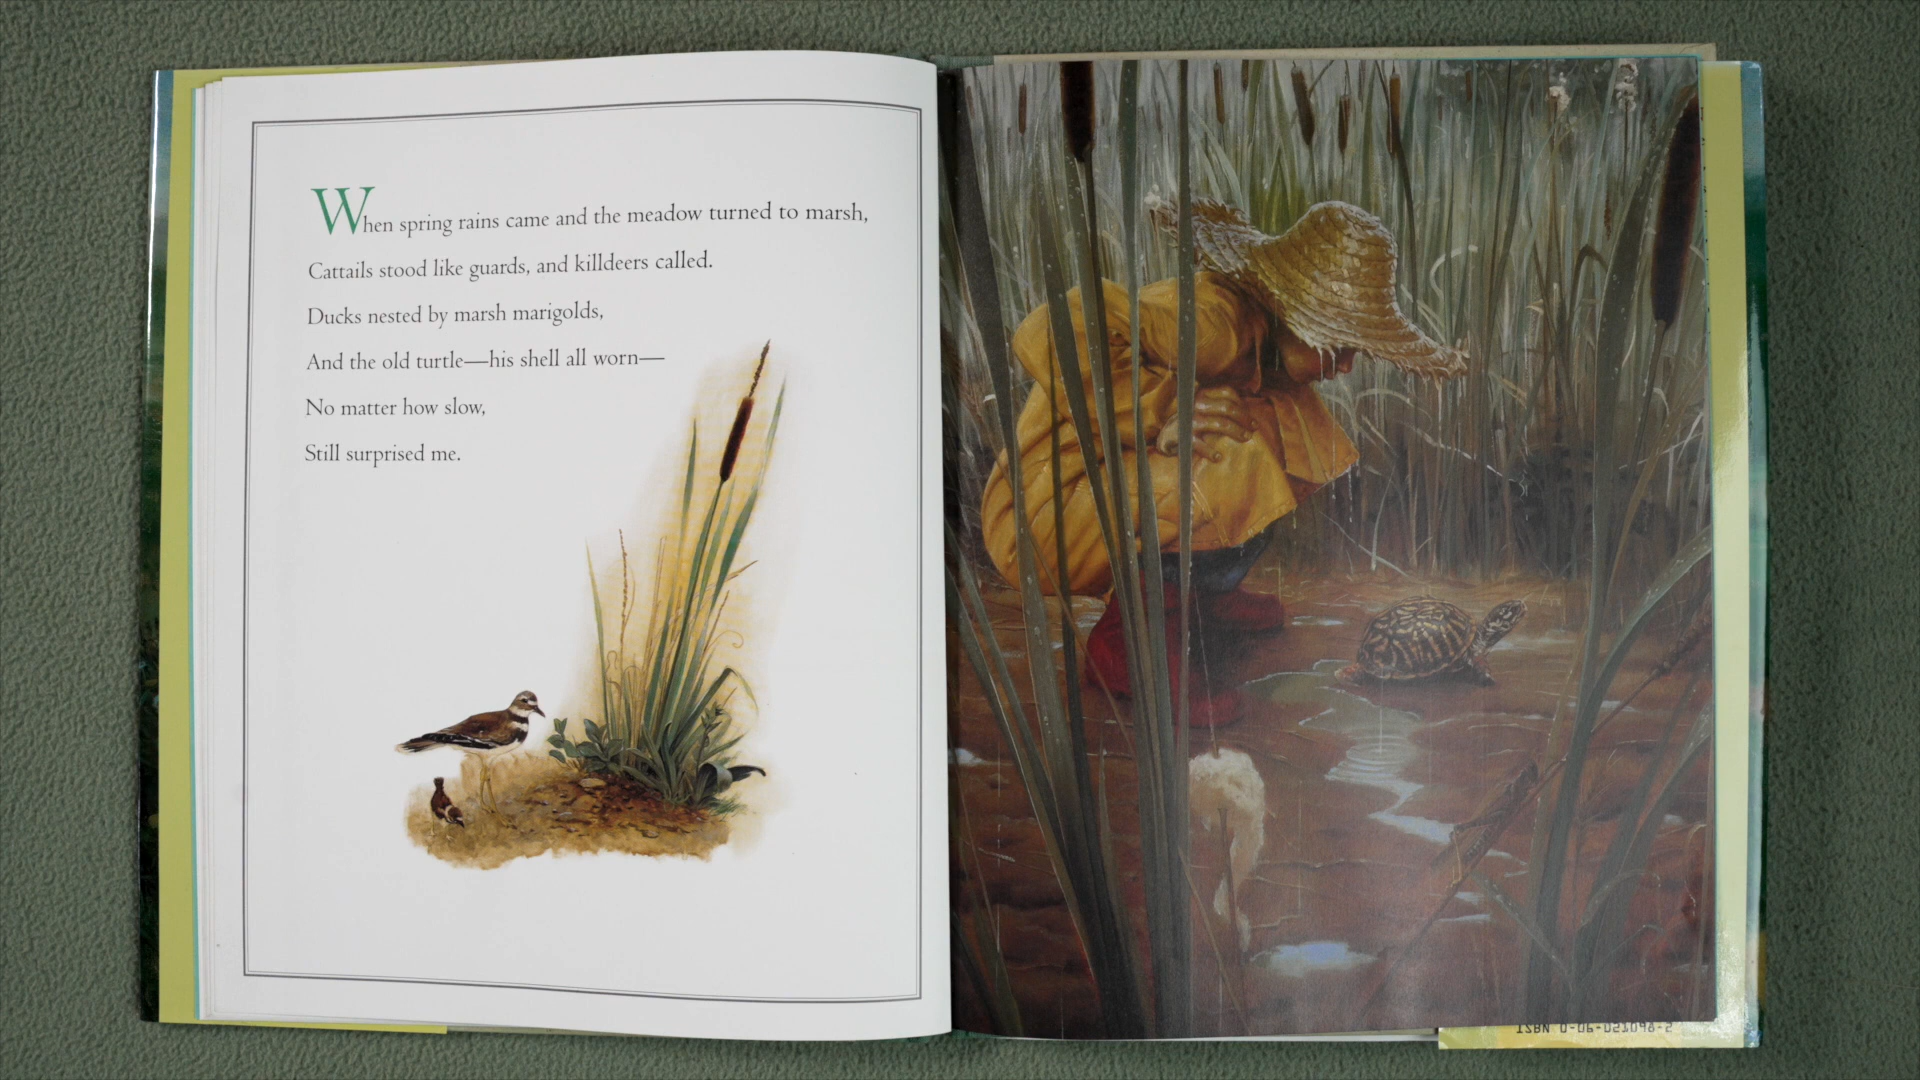 When spring rains came and the meadow turned to marsh,
Cattails stood like guards, and killdeers called.
Ducks nested by marsh marigolds,
And the old turtle—his shell all worn—
No matter how slow,
Still surprised me.
ISBN 0-06-051098-2